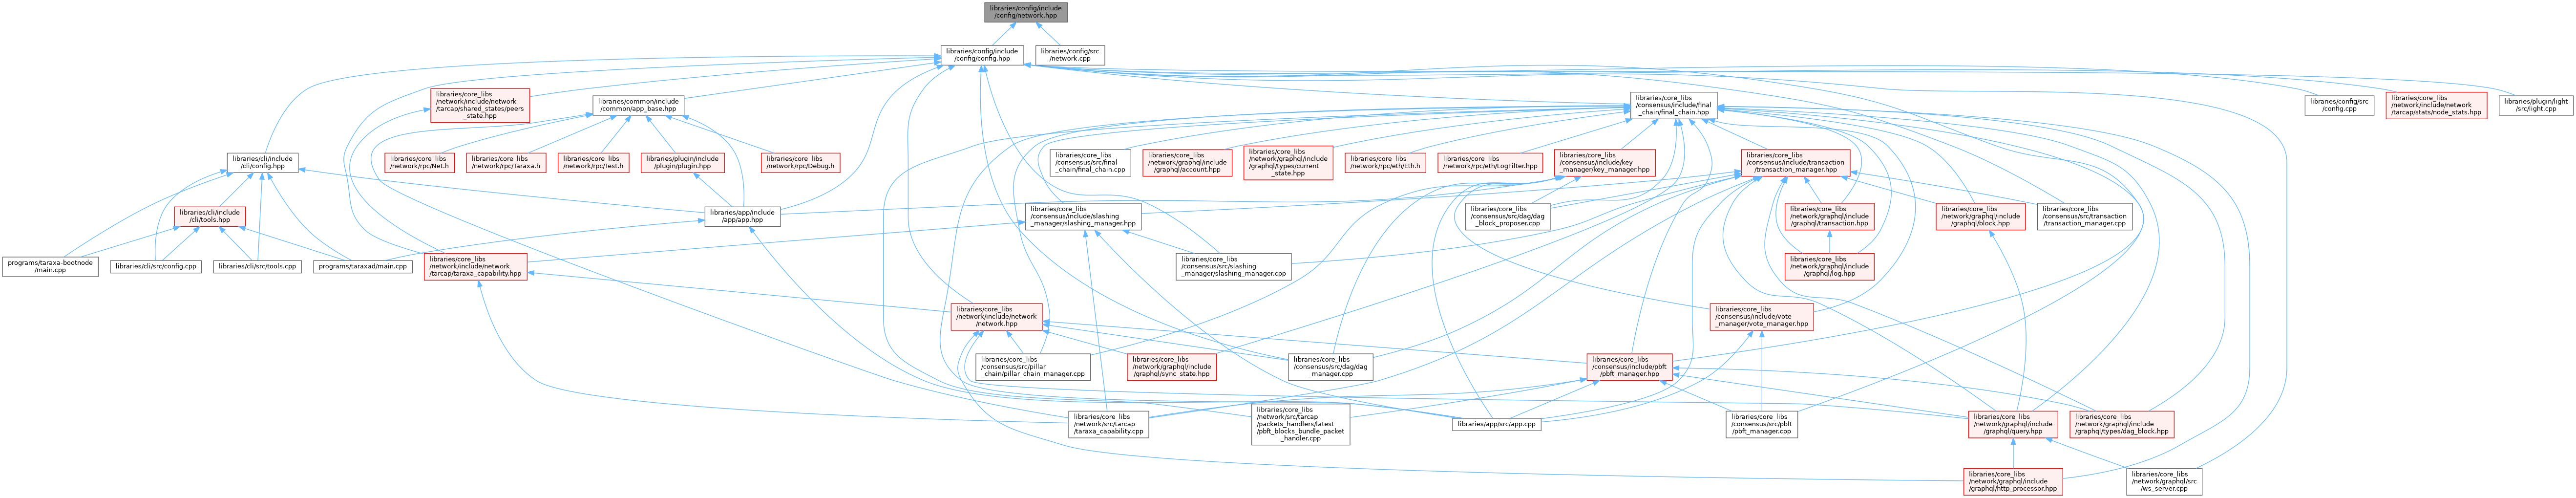 libraries/config/include
/config/network.hpp
libraries/config/include
/config/config.hpp
libraries/config/src
/network.cpp
libraries/core_libs
/network/include/network
/tarcap/shared_states/peers
_state.hpp
libraries/common/include
/common/app_base.hpp
libraries/core_libs
/consensus/include/final
_chain/final_chain.hpp
libraries/config/src
/config.cpp
libraries/core_libs
/network/include/network
/tarcap/stats/node_stats.hpp
libraries/plugin/light
/src/light.cpp
libraries/cli/include
/cli/config.hpp
libraries/core_libs
/network/rpc/Net.h
libraries/core_libs
/network/rpc/Taraxa.h
libraries/core_libs
/network/rpc/Test.h
libraries/plugin/include
/plugin/plugin.hpp
libraries/core_libs
/network/rpc/Debug.h
libraries/core_libs
/consensus/src/final
_chain/final_chain.cpp
libraries/core_libs
/network/graphql/include
/graphql/account.hpp
libraries/core_libs
/network/graphql/include
/graphql/types/current
_state.hpp
libraries/core_libs
/network/rpc/eth/Eth.h
libraries/core_libs
/network/rpc/eth/LogFilter.hpp
libraries/core_libs
/consensus/include/key
_manager/key_manager.hpp
libraries/core_libs
/consensus/include/transaction
/transaction_manager.hpp
libraries/cli/include
/cli/tools.hpp
libraries/app/include
/app/app.hpp
libraries/core_libs
/consensus/include/slashing
_manager/slashing_manager.hpp
libraries/core_libs
/consensus/src/dag/dag
_block_proposer.cpp
libraries/core_libs
/network/graphql/include
/graphql/transaction.hpp
libraries/core_libs
/network/graphql/include
/graphql/block.hpp
libraries/core_libs
/consensus/src/transaction
/transaction_manager.cpp
programs/taraxa-bootnode
/main.cpp
libraries/cli/src/config.cpp
libraries/cli/src/tools.cpp
programs/taraxad/main.cpp
libraries/core_libs
/network/include/network
/tarcap/taraxa_capability.hpp
libraries/core_libs
/consensus/src/slashing
_manager/slashing_manager.cpp
libraries/core_libs
/network/graphql/include
/graphql/log.hpp
libraries/core_libs
/network/include/network
/network.hpp
libraries/core_libs
/consensus/include/vote
_manager/vote_manager.hpp
libraries/core_libs
/consensus/src/pillar
_chain/pillar_chain_manager.cpp
libraries/core_libs
/network/graphql/include
/graphql/sync_state.hpp
libraries/core_libs
/consensus/src/dag/dag
_manager.cpp
libraries/core_libs
/consensus/include/pbft
/pbft_manager.hpp
libraries/core_libs
/network/src/tarcap
/taraxa_capability.cpp
libraries/core_libs
/network/src/tarcap
/packets_handlers/latest
/pbft_blocks_bundle_packet
_handler.cpp
libraries/app/src/app.cpp
libraries/core_libs
/consensus/src/pbft
/pbft_manager.cpp
libraries/core_libs
/network/graphql/include
/graphql/query.hpp
libraries/core_libs
/network/graphql/include
/graphql/types/dag_block.hpp
libraries/core_libs
/network/graphql/include
/graphql/http_processor.hpp
libraries/core_libs
/network/graphql/src
/ws_server.cpp